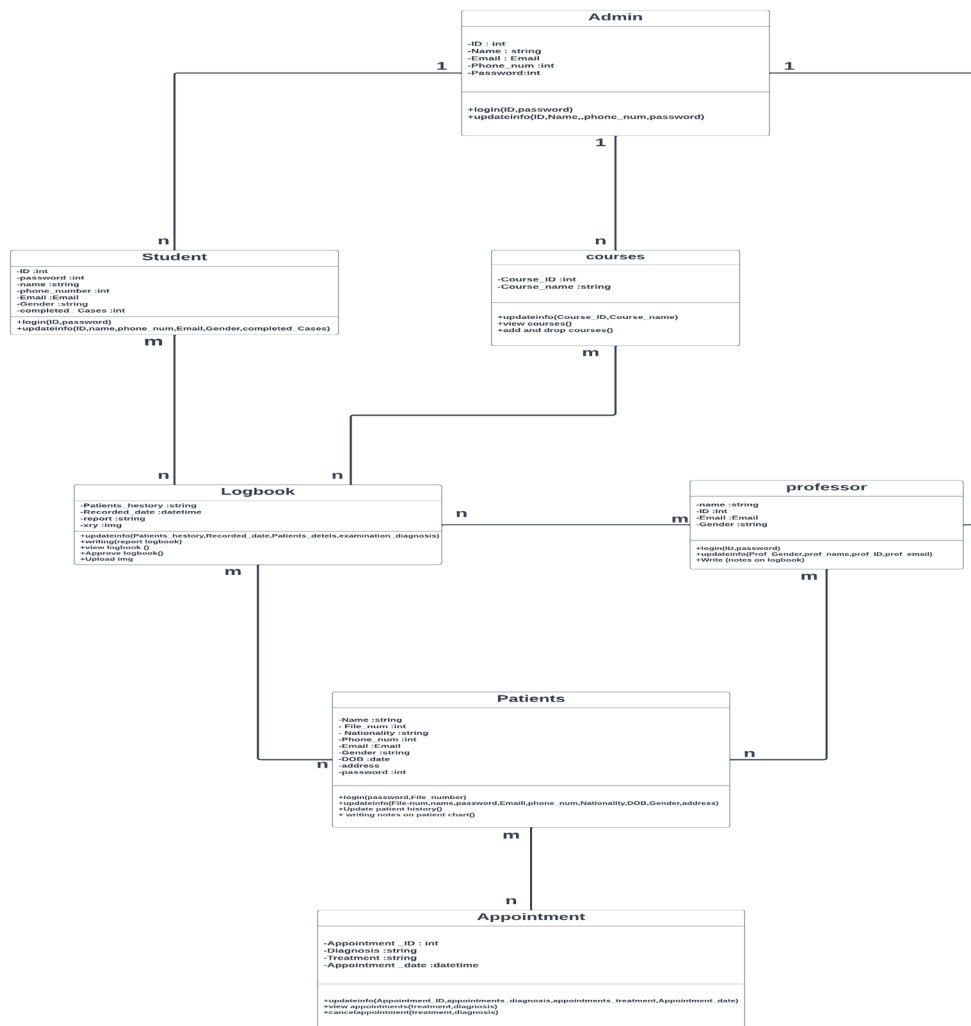 Admin
-ID : int
-Name : string
-Email : Email
-Phone_num :int
-Password:int
+login(ID,password)
+updateinfo(ID,Name,,phone_num,password)
1
1
1
n
n
Student
-ID :int
-password :int
-name :string
-phone_number :int
-Email :Email
-Gender :string
-completed_ Cases :int
+login(ID,password)
+updateinfo(ID,name,phone_num,Email,Gender,completed_Cases)
m
courses
-Course_ID :int
-Course_name :string
+updateinfo(Course_ID,Course_name)
+view courses()
+add and drop courses()
m
n
n
Logbook
-Patients_hestory :string
-Recorded_date :datetime
-report :string
-xry :img
+updateinfo(Patients_hestory,Recorded_date,Patients_detels,examination_diagnosis)
+writing(report logbook)
+view logbook ()
+Approve logbook()
+Upload img
n
m
m
professor
-name :string
-ID :int
-Email :Email
-Gender :string
+login(ID,password)
+updateinfo(Prof_Gender,prof_name,prof_ID,prof_email)
+Write (notes on logbook)
m
n
n
Patients
-Name :string
- File_num :int
- Nationality :string
-Phone_num :int
-Email :Email
-Gender :string
-DOB :date
-address
-password :int
+login(password,File_number)
+updateinfo(File-num,name,password,Emaill,phone_num,Nationality,DOB,Gender,address)
+Update patient history()
+ writing notes on patient chart()
m
n
Appointment
-Appointment _ID : int
-Diagnosis :string
-Treatment :string
-Appointment _date :datetime
+updateinfo(Appointment_ID,appointments_diagnosis,appointments_treatment,Appointment_date)
+view appointments(treatment,diagnosis)
+cancelappointment(treatment,diagnosis)